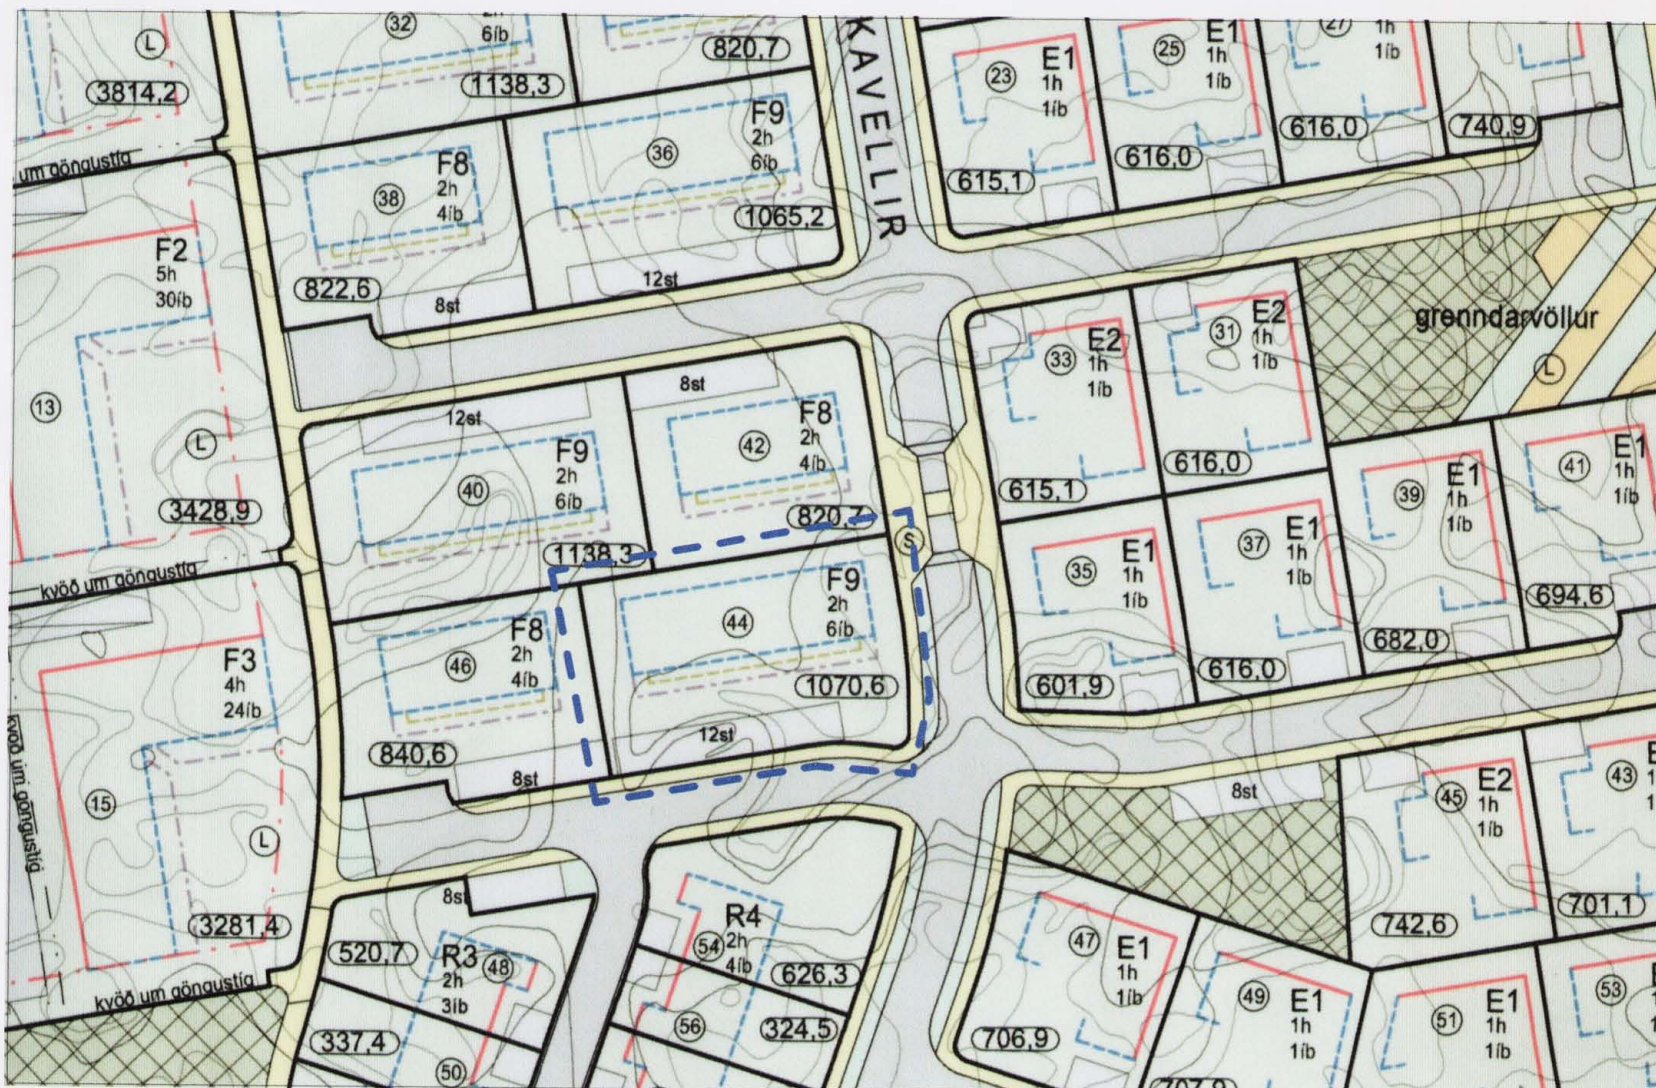 32
6íb
L
3814,2
1138,3
820,7
KAVELLIR
23
E1
1h
1íb
615,1
25
E1
1h
1íb
616,0
27
1h
1íb
616,0
740,9
um göngustíg
38
F8
2h
4íb
822,6
8st
36
F9
2h
6íb
1065,2
12st
F2
5h
30íb
13
L
3428,9
kvöð um göngustíg
33
E2
1h
1íb
615,1
31
E2
1h
1íb
616,0
grenndarvöllur
L
12st
40
F9
2h
6íb
1138,3
8st
42
F8
2h
4íb
820,7
S
39
E1
1h
1íb
682,0
41
E1
1h
1íb
694,6
35
E1
1h
1íb
601,9
37
E1
1h
1íb
616,0
46
F8
2h
4íb
840,6
8st
44
F9
2h
6íb
1070,6
12st
F3
4h
24íb
15
L
3281,4
kvöð um göngustíg
kvöð um göngustíg
8st
45
E2
1h
1íb
742,6
43
701,1
8st
520,7
R3
2h
3íb
48
337,4
50
54
R4
2h
4íb
626,3
56
324,5
47
E1
1h
1íb
706,9
49
E1
1h
1íb
707,9
51
E1
1h
1íb
53